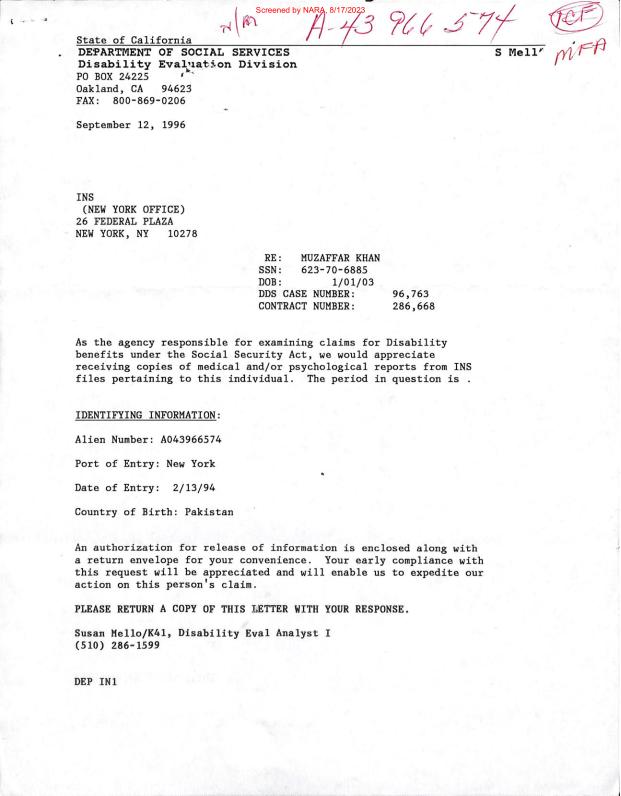 Screened by NARA, 8/17/2023
N/M A-43 966 574 TCF
State of California
DEPARTMENT OF SOCIAL SERVICES S Mell
MFA
Disability Evaluation Division
PO BOX 24225
Oakland, CA 94623
FAX: 800-869-0206
September 12, 1996
INS
(NEW YORK OFFICE)
26 FEDERAL PLAZA
NEW YORK, NY 10278
RE: MUZAFFAR KHAN
SSN: 623-70-6885
DOB: 1/01/03
DDS CASE NUMBER: 96,763
CONTRACT NUMBER: 286,668
As the agency responsible for examining claims for Disability
benefits under the Social Security Act, we would appreciate
receiving copies of medical and/or psychological reports from INS
files pertaining to this individual. The period in question is .
IDENTIFYING INFORMATION:
Alien Number: A043966574
Port of Entry: New York
Date of Entry: 2/13/94
Country of Birth: Pakistan
An authorization for release of information is enclosed along with
a return envelope for your convenience. Your early compliance with
this request will be appreciated and will enable us to expedite our
action on this person's claim.
PLEASE RETURN A COPY OF THIS LETTER WITH YOUR RESPONSE.
Susan Mello/K41, Disability Eval Analyst I
(510) 286-1599
DEP IN1